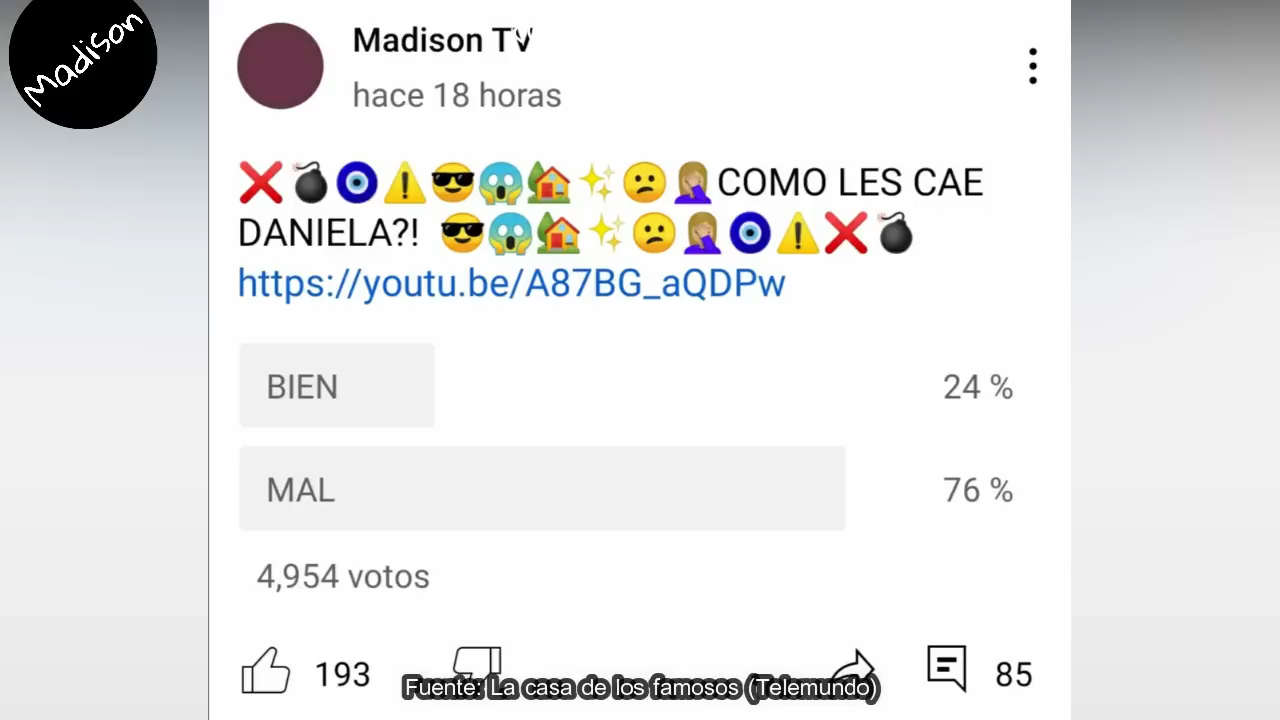 Madison
Madison TV
hace 18 horas
❌💣🧿⚠️😎😱🏡✨😕🤦🏼‍♀️COMO LES CAE
DANIELA?! 😎😱🏡✨😕🤦🏼‍♀️🧿⚠️❌💣
https://youtu.be/A87BG_aQDPw
BIEN 24 %
MAL 76 %
4,954 votos
193 85
Fuente: La casa de los famosos (Telemundo)